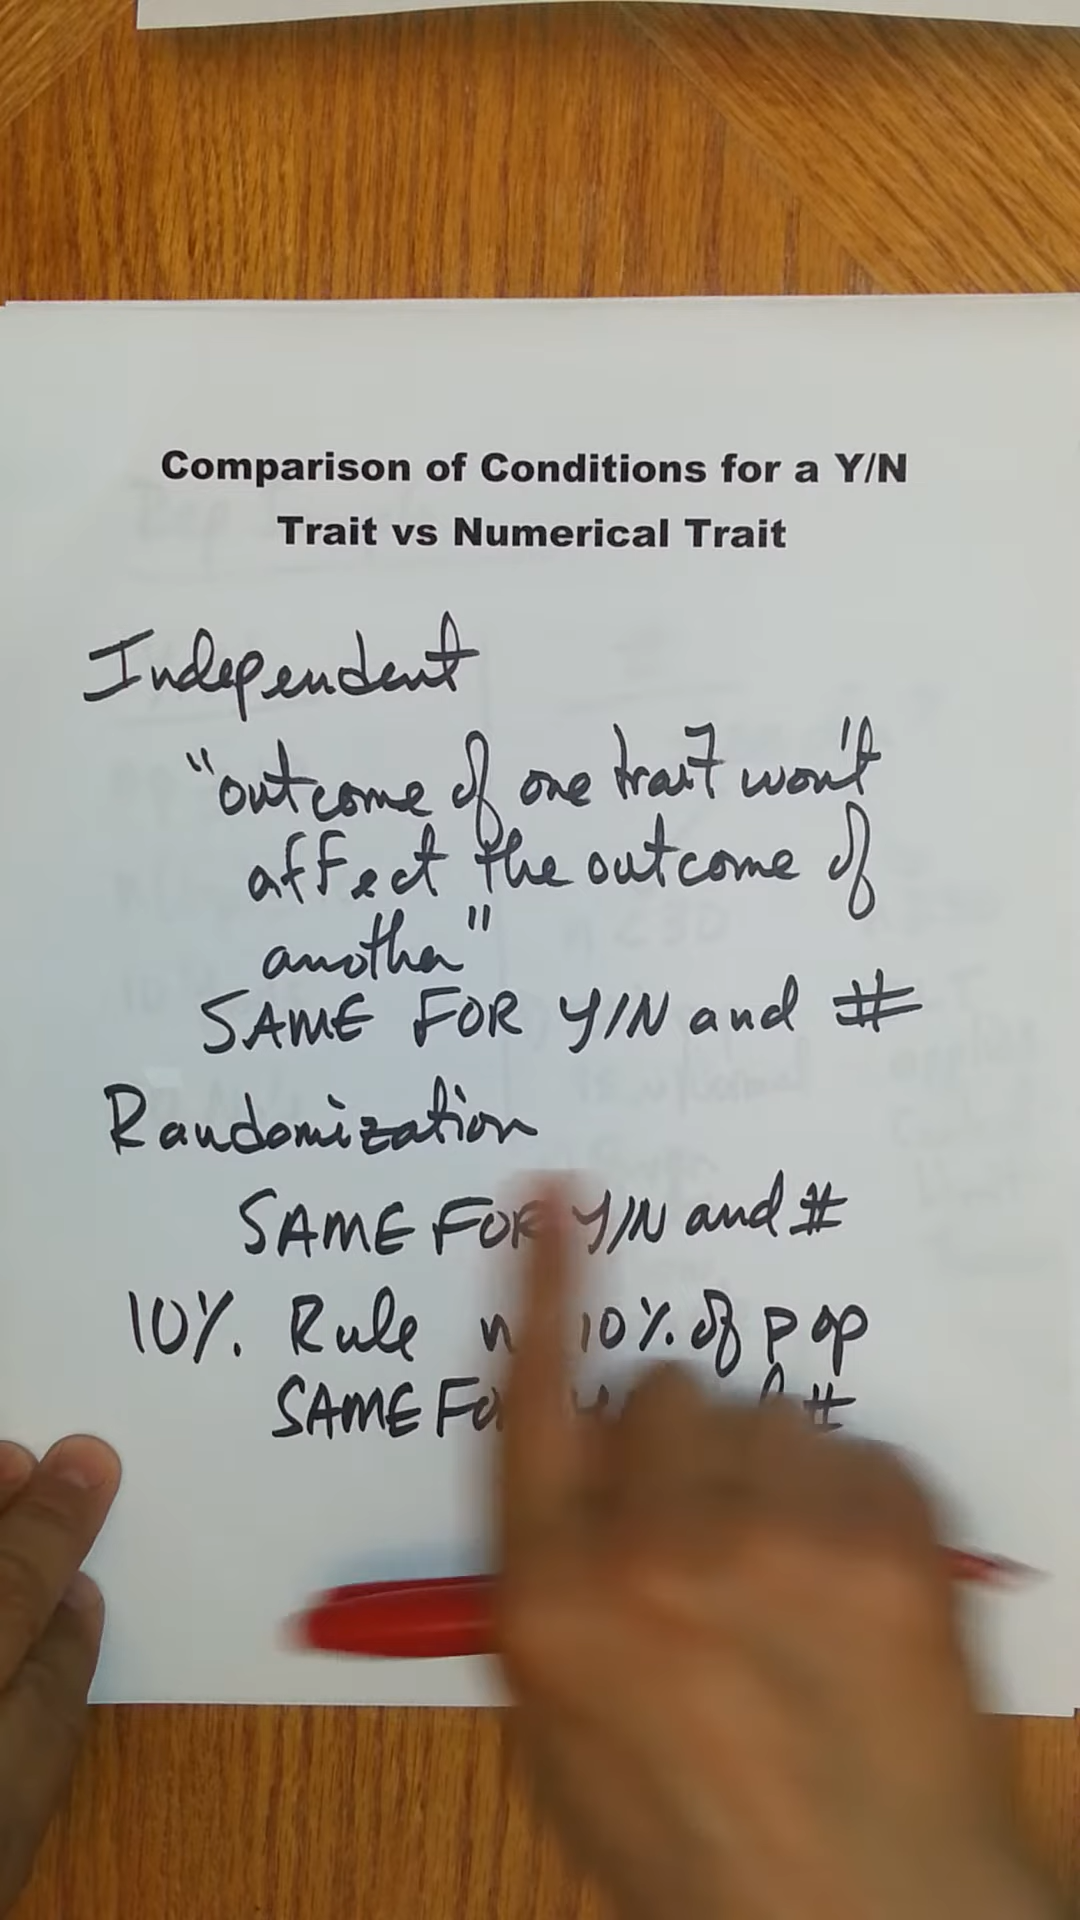 Comparison of Conditions for a Y/N
Trait vs Numerical Trait
Independent
"outcome of one trait won't
affect the outcome of
another"
SAME FOR Y/N and #
Randomization
SAME FOR Y/N and #
10% Rule 10% of pop
SAME #